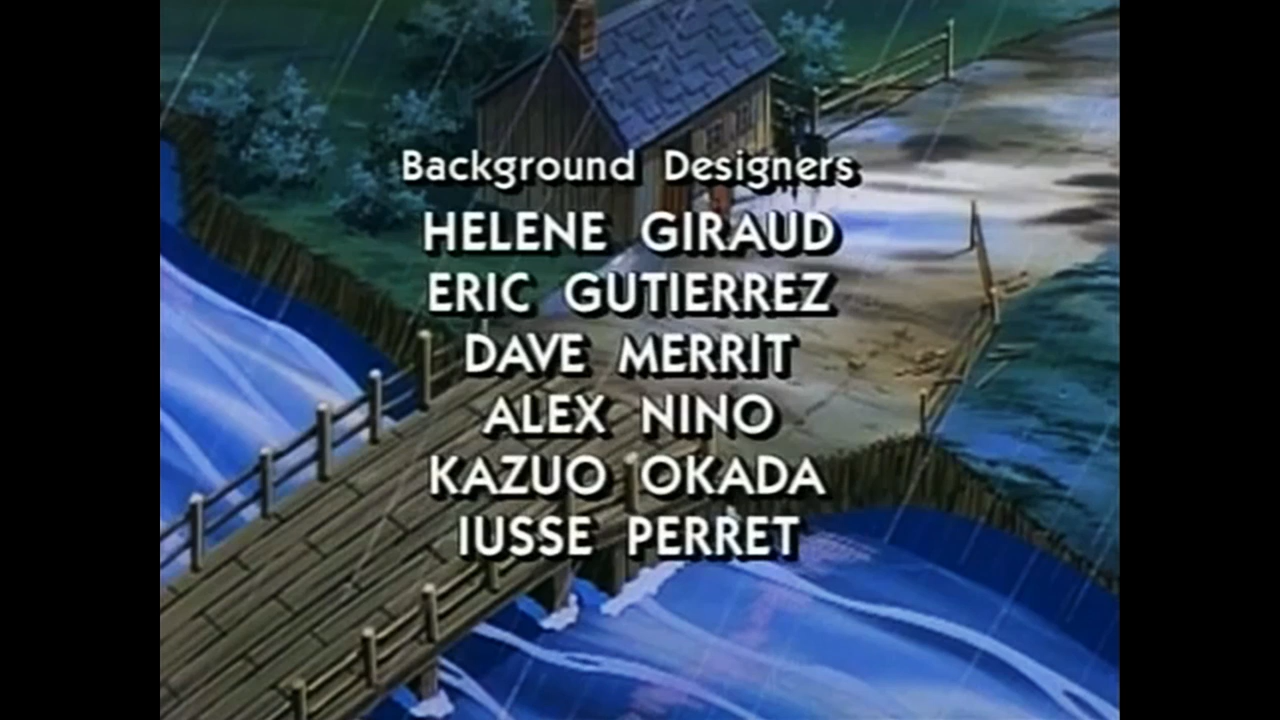 Background Designers
HELENE GIRAUD
ERIC GUTIERREZ
DAVE MERRIT
ALEX NINO
KAZUO OKADA
IUSSE PERRET